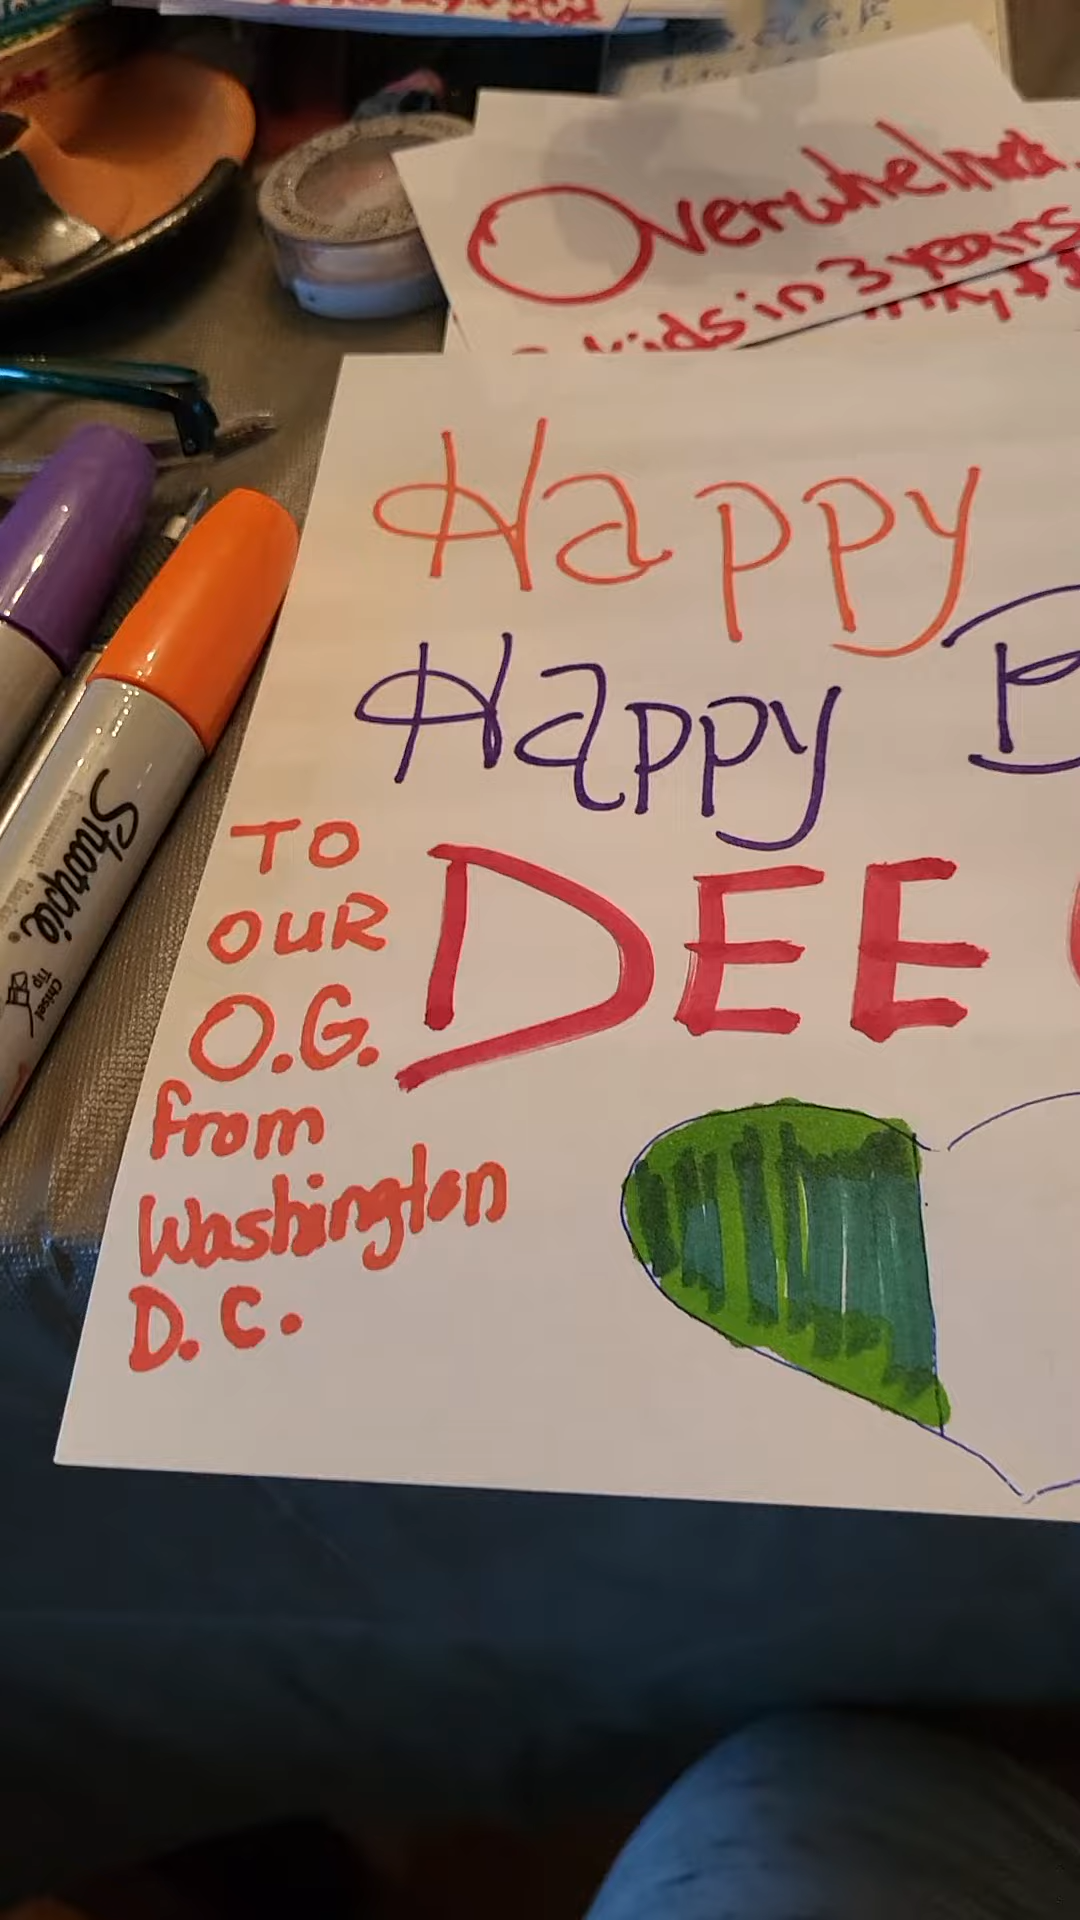 Overwhelmed
kids in 3 years
Happy
Happy B
TO
OUR
O.G.
from
Washington
D.C.
DEE
Sharpie
Chisel
Tip